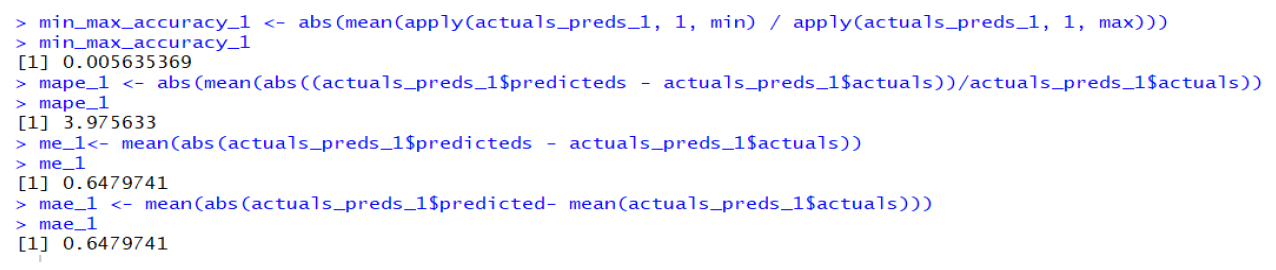 > min_max_accuracy_1 <- abs(mean(apply(actuals_preds_1, 1, min) / apply(actuals_preds_1, 1, max)))
> min_max_accuracy_1
[1] 0.005635369
> mape_1 <- abs(mean(abs((actuals_preds_1$predicteds - actuals_preds_1$actuals))/actuals_preds_1$actuals))
> mape_1
[1] 3.975633
> me_1<- mean(abs(actuals_preds_1$predicteds - actuals_preds_1$actuals))
> me_1
[1] 0.6479741
> mae_1 <- mean(abs(actuals_preds_1$predicted- mean(actuals_preds_1$actuals)))
> mae_1
[1] 0.6479741